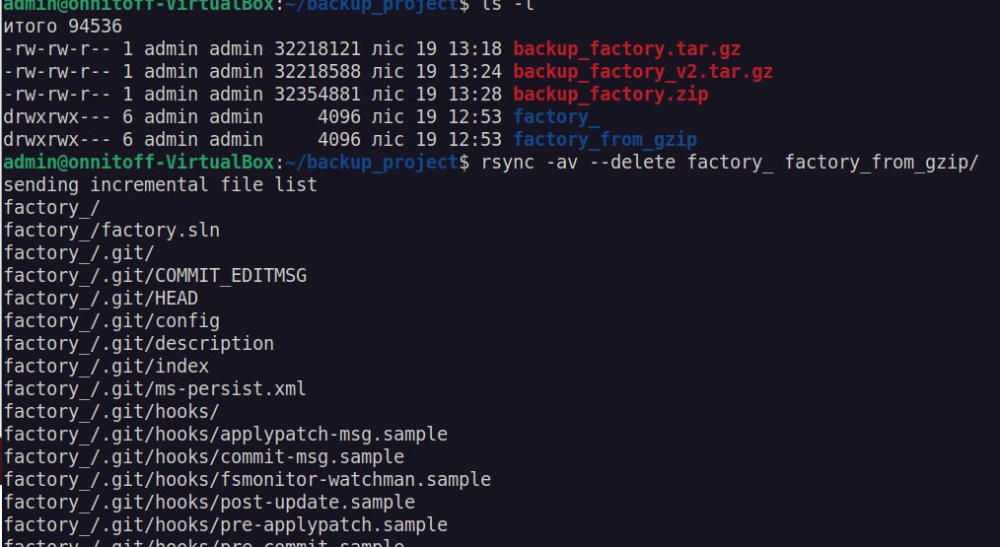 admin@onnitoff-VirtualBox:~/backup_project$ ls -l
итого 94536
-rw-rw-r-- 1 admin admin 32218121 ліс 19 13:18 backup_factory.tar.gz
-rw-rw-r-- 1 admin admin 32218588 ліс 19 13:24 backup_factory_v2.tar.gz
-rw-rw-r-- 1 admin admin 32354881 ліс 19 13:28 backup_factory.zip
drwxrwx--- 6 admin admin     4096 ліс 19 12:53 factory_
drwxrwx--- 6 admin admin     4096 ліс 19 12:53 factory_from_gzip
admin@onnitoff-VirtualBox:~/backup_project$ rsync -av --delete factory_ factory_from_gzip/
sending incremental file list
factory_/
factory_/factory.sln
factory_/.git/
factory_/.git/COMMIT_EDITMSG
factory_/.git/HEAD
factory_/.git/config
factory_/.git/description
factory_/.git/index
factory_/.git/ms-persist.xml
factory_/.git/hooks/
factory_/.git/hooks/applypatch-msg.sample
factory_/.git/hooks/commit-msg.sample
factory_/.git/hooks/fsmonitor-watchman.sample
factory_/.git/hooks/post-update.sample
factory_/.git/hooks/pre-applypatch.sample
factory_/.git/hooks/pre-commit.sample